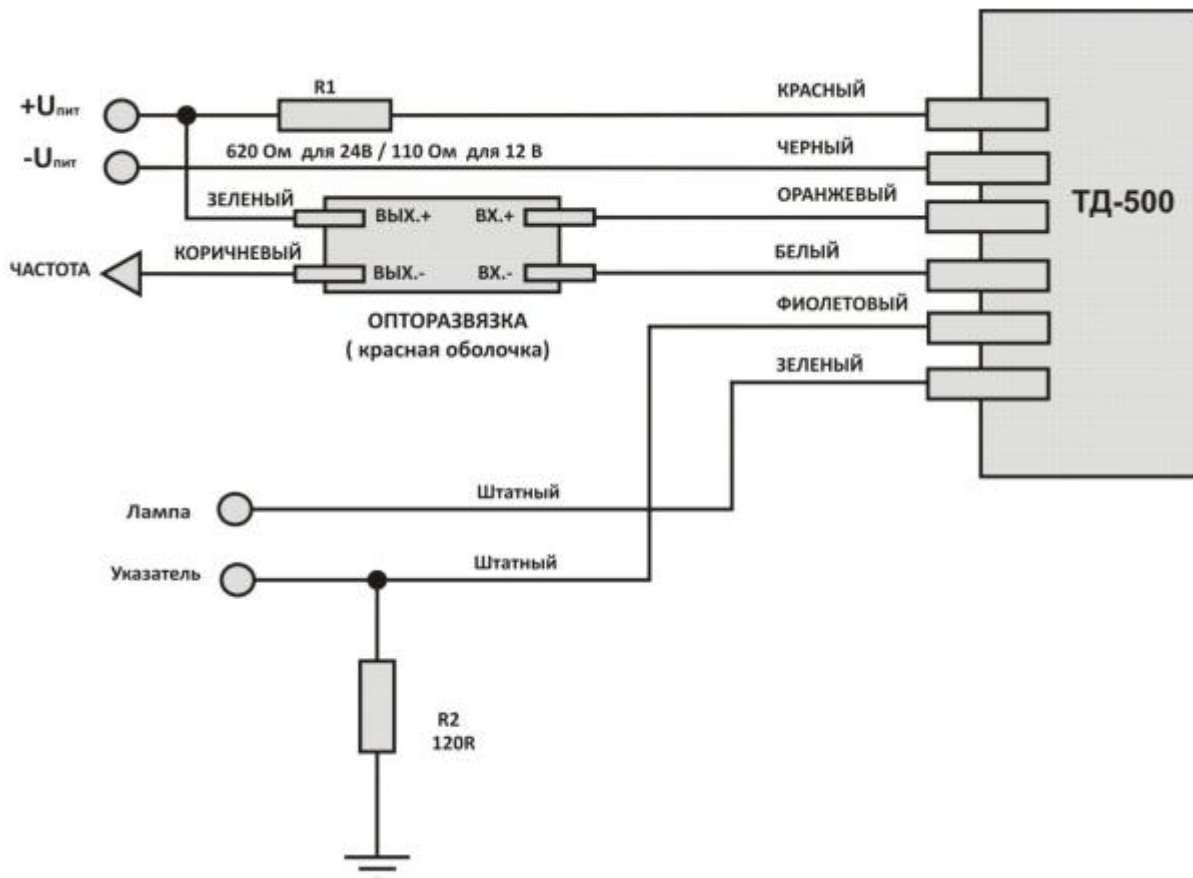 R1
КРАСНЫЙ
+Uпит
-Uпит
620 Ом для 24В / 110 Ом для 12 В
ЧЕРНЫЙ
ЗЕЛЕНЫЙ
ВЫХ.+
ВХ.+
ОРАНЖЕВЫЙ
ТД-500
КОРИЧНЕВЫЙ
ЧАСТОТА
ВЫХ.-
ВХ.-
БЕЛЫЙ
ОПТОРАЗВЯЗКА
( красная оболочка)
ФИОЛЕТОВЫЙ
ЗЕЛЕНЫЙ
Лампа
Штатный
Указатель
Штатный
R2
120R